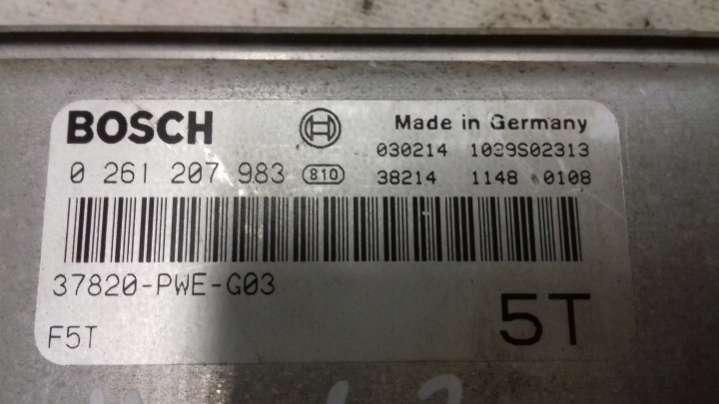 BOSCH
Made in Germany
030214 1039S02313
0 261 207 983 810
38214 1148 0108
37820-PWE-G03
F5T
5T